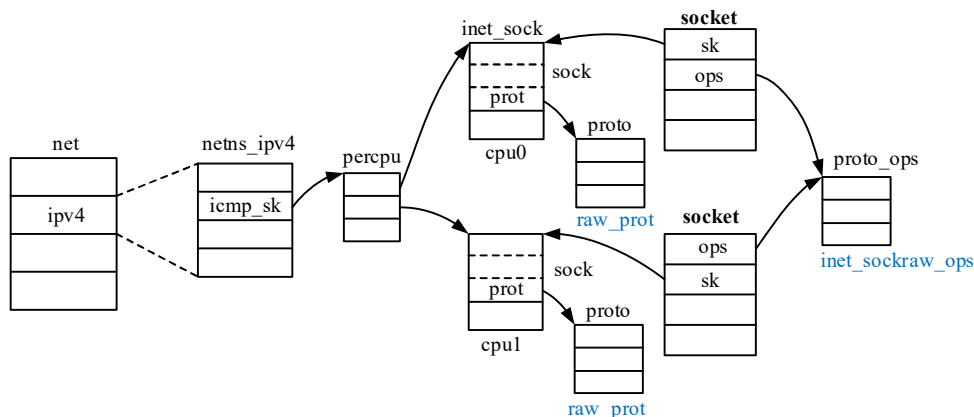 net
ipv4
netns_ipv4
icmp_sk
percpu
inet_sock
sock
prot
cpu0
proto
raw_prot
socket
sk
ops
proto_ops
inet_sockraw_ops
socket
ops
sk
sock
prot
cpu1
proto
raw_prot